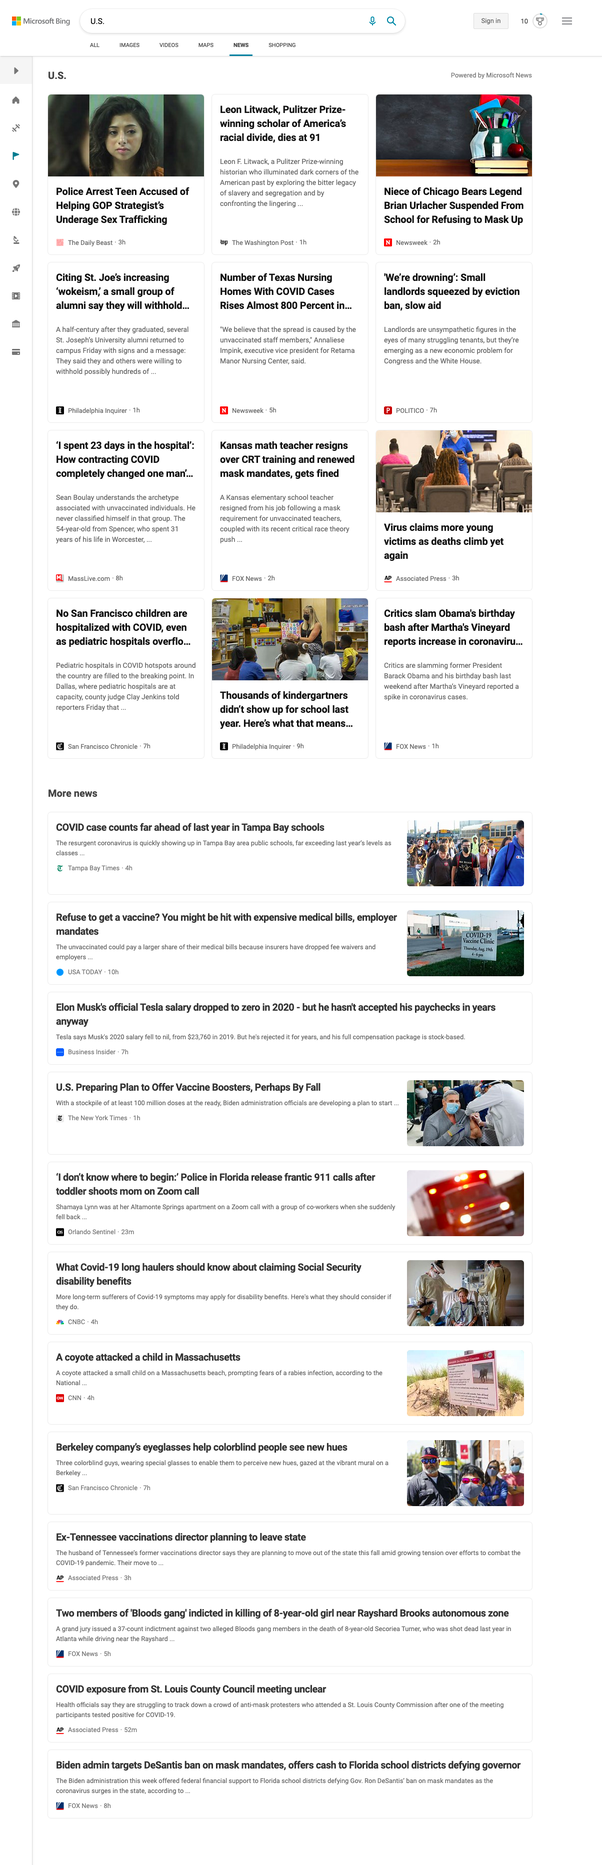 Microsoft Bing
U.S.
Sign in
10
ALL
IMAGES
VIDEOS
MAPS
NEWS
SHOPPING
U.S.
Powered by Microsoft News
Police Arrest Teen Accused of
Helping GOP Strategist's
Underage Sex Trafficking
The Daily Beast · 3h
Leon Litwack, Pulitzer Prize-
winning scholar of America's
racial divide, dies at 91
Leon F. Litwack, a Pulitzer Prize-winning
historian who illuminated dark corners of the
American past by exploring the bitter legacy
of slavery and segregation and by
confronting the lingering ...
The Washington Post · 1h
Niece of Chicago Bears Legend
Brian Urlacher Suspended From
School for Refusing to Mask Up
Newsweek · 2h
Citing St. Joe's increasing
'wokeism,' a small group of
alumni say they will withhold...
A half-century after they graduated, several
St. Joseph's University alumni returned to
campus Friday with signs and a message:
They said they and others were willing to
withhold possibly hundreds of ...
Philadelphia Inquirer · 1h
Number of Texas Nursing
Homes With COVID Cases
Rises Almost 800 Percent in...
"We believe that the spread is caused by the
unvaccinated staff members," Annaliese
Impink, executive vice president for Retama
Manor Nursing Center, said.
Newsweek · 5h
'We're drowning': Small
landlords squeezed by eviction
ban, slow aid
Landlords are unsympathetic figures in the
eyes of many struggling tenants, but they're
emerging as a new economic problem for
Congress and the White House.
POLITICO · 7h
'I spent 23 days in the hospital':
How contracting COVID
completely changed one man'...
Sean Boulay understands the archetype
associated with unvaccinated individuals. He
never classified himself in that group. The
54-year-old from Spencer, who spent 31
years of his life in Worcester, ...
MassLive.com · 8h
Kansas math teacher resigns
over CRT training and renewed
mask mandates, gets fined
A Kansas elementary school teacher
resigned from his job following a mask
requirement for unvaccinated teachers,
coupled with its recent critical race theory
push ...
FOX News · 2h
Virus claims more young
victims as deaths climb yet
again
AP Associated Press · 3h
No San Francisco children are
hospitalized with COVID, even
as pediatric hospitals overflo...
Pediatric hospitals in COVID hotspots around
the country are filled to the breaking point. In
Dallas, where pediatric hospitals are at
capacity, county judge Clay Jenkins told
reporters Friday that ...
San Francisco Chronicle · 7h
Thousands of kindergartners
didn't show up for school last
year. Here's what that means...
Philadelphia Inquirer · 9h
Critics slam Obama's birthday
bash after Martha's Vineyard
reports increase in coronaviru...
Critics are slamming former President
Barack Obama and his birthday bash last
weekend after Martha's Vineyard reported a
spike in coronavirus cases.
FOX News · 1h
More news
COVID case counts far ahead of last year in Tampa Bay schools
The resurgent coronavirus is quickly showing up in Tampa Bay area public schools, far exceeding last year's levels as
classes ...
Tampa Bay Times · 4h
Refuse to get a vaccine? You might be hit with expensive medical bills, employer
mandates
The unvaccinated could pay a larger share of their medical bills because insurers have dropped fee waivers and
employers ...
USA TODAY · 10h
COVID-19
Vaccine Clinic
Elon Musk's official Tesla salary dropped to zero in 2020 - but he hasn't accepted his paychecks in years
anyway
Tesla says Musk's 2020 salary fell to nil, from $23,760 in 2019. But he's rejected it for years, and his full compensation package is stock-based.
Business Insider · 7h
U.S. Preparing Plan to Offer Vaccine Boosters, Perhaps By Fall
With a stockpile of at least 100 million doses at the ready, Biden administration officials are developing a plan to start ...
The New York Times · 1h
'I don't know where to begin:' Police in Florida release frantic 911 calls after
toddler shoots mom on Zoom call
Shamaya Lynn was at her Altamonte Springs apartment on a Zoom call with a group of co-workers when she suddenly
fell back ...
OS Orlando Sentinel · 23m
What Covid-19 long haulers should know about claiming Social Security
disability benefits
More long-term sufferers of Covid-19 symptoms may apply for disability benefits. Here's what they should consider if
they do.
CNBC · 4h
A coyote attacked a child in Massachusetts
A coyote attacked a small child on a Massachusetts beach, prompting fears of a rabies infection, according to the
National ...
CNN CNN · 4h
Berkeley company's eyeglasses help colorblind people see new hues
Three colorblind guys, wearing special glasses to enable them to perceive new hues, gazed at the vibrant mural on a
Berkeley ...
San Francisco Chronicle · 7h
Ex-Tennessee vaccinations director planning to leave state
The husband of Tennessee's former vaccinations director says they are planning to move out of the state this fall amid growing tension over efforts to combat the
COVID-19 pandemic. Their move to ...
AP Associated Press · 3h
Two members of 'Bloods gang' indicted in killing of 8-year-old girl near Rayshard Brooks autonomous zone
A grand jury issued a 37-count indictment against two alleged Bloods gang members in the death of 8-year-old Secoriea Turner, who was shot dead last year in
Atlanta while driving near the Rayshard ...
FOX News · 5h
COVID exposure from St. Louis County Council meeting unclear
Health officials say they are struggling to track down a crowd of anti-mask protesters who attended a St. Louis County Commission after one of the meeting
participants tested positive for COVID-19.
AP Associated Press · 52m
Biden admin targets DeSantis ban on mask mandates, offers cash to Florida school districts defying governor
The Biden administration this week offered federal financial support to Florida school districts defying Gov. Ron DeSantis' ban on mask mandates as the
coronavirus surges in the state, according to ...
FOX News · 8h